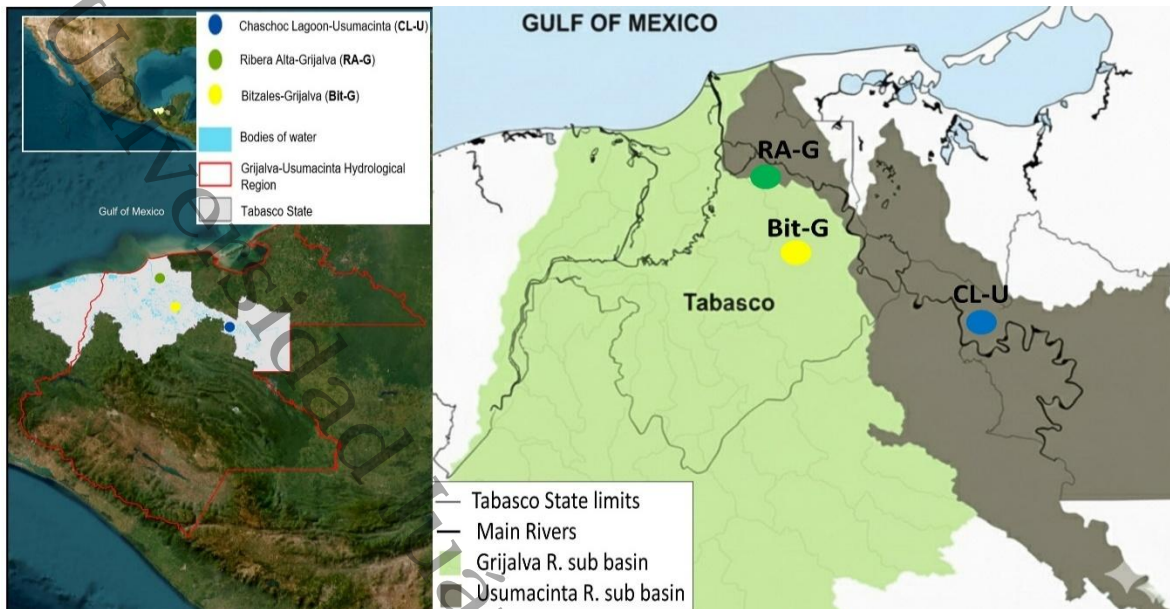 Chaschoc Lagoon-Usumacinta (CL-U)
Ribera Alta-Grijalva (RA-G)
Bitzales-Grijalva (Bit-G)
Bodies of water
Grijalva-Usumacinta Hydrological
Region
Tabasco State
Gulf of Mexico
GULF OF MEXICO
RA-G
Bit-G
CL-U
Tabasco
Tabasco State limits
Main Rivers
Grijalva R. sub basin
Usumacinta R. sub basin
Universidad